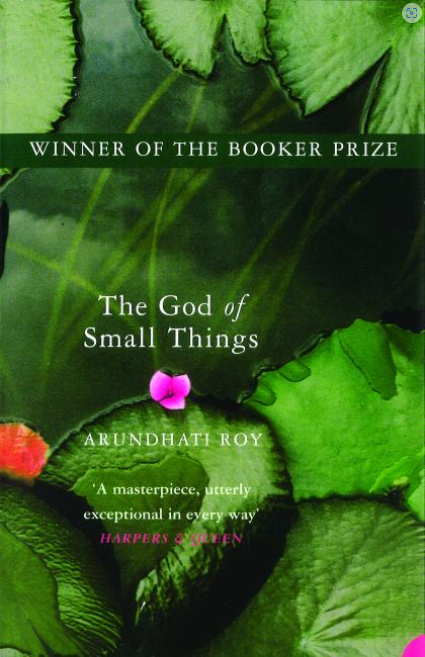 WINNER OF THE BOOKER PRIZE
The God of
Small Things
ARUNDHATI ROY
'A masterpiece, utterly
exceptional in every way'
HARPERS & QUEEN